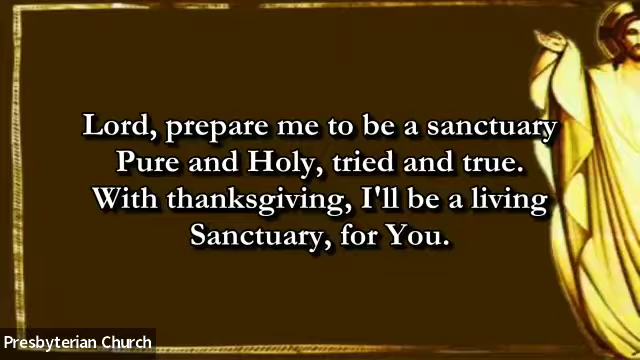 Lord, prepare me to be a sanctuary
Pure and Holy, tried and true.
With thanksgiving, I'll be a living
Sanctuary, for You.
Presbyterian Church